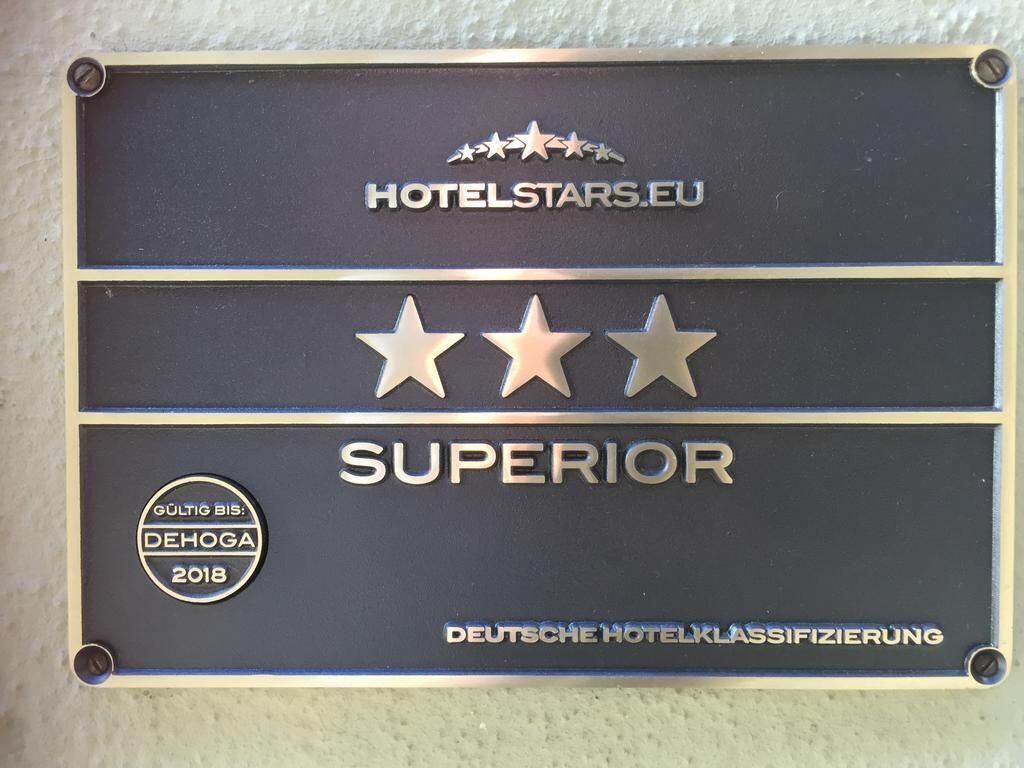 HOTELSTARS.EU
SUPERIOR
GÜLTIG BIS:
DEHOGA
2018
DEUTSCHE HOTELKLASSIFIZIERUNG